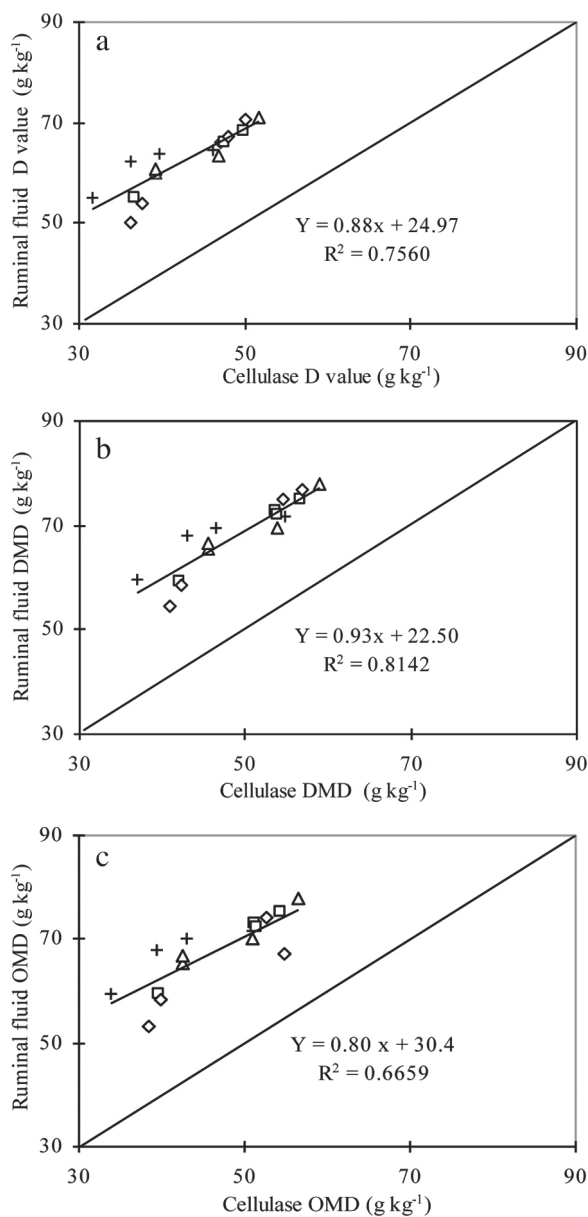 a
Ruminal fluid D value (g kg⁻¹)
90
70
50
30
Y = 0.88x + 24.97
R² = 0.7560
30
50
70
90
Cellulase D value (g kg⁻¹)
b
Ruminal fluid DMD (g kg⁻¹)
90
70
50
30
Y = 0.93x + 22.50
R² = 0.8142
30
50
70
90
Cellulase DMD (g kg⁻¹)
c
Ruminal fluid OMD (g kg⁻¹)
90
70
50
30
Y = 0.80 x + 30.4
R² = 0.6659
30
50
70
90
Cellulase OMD (g kg⁻¹)